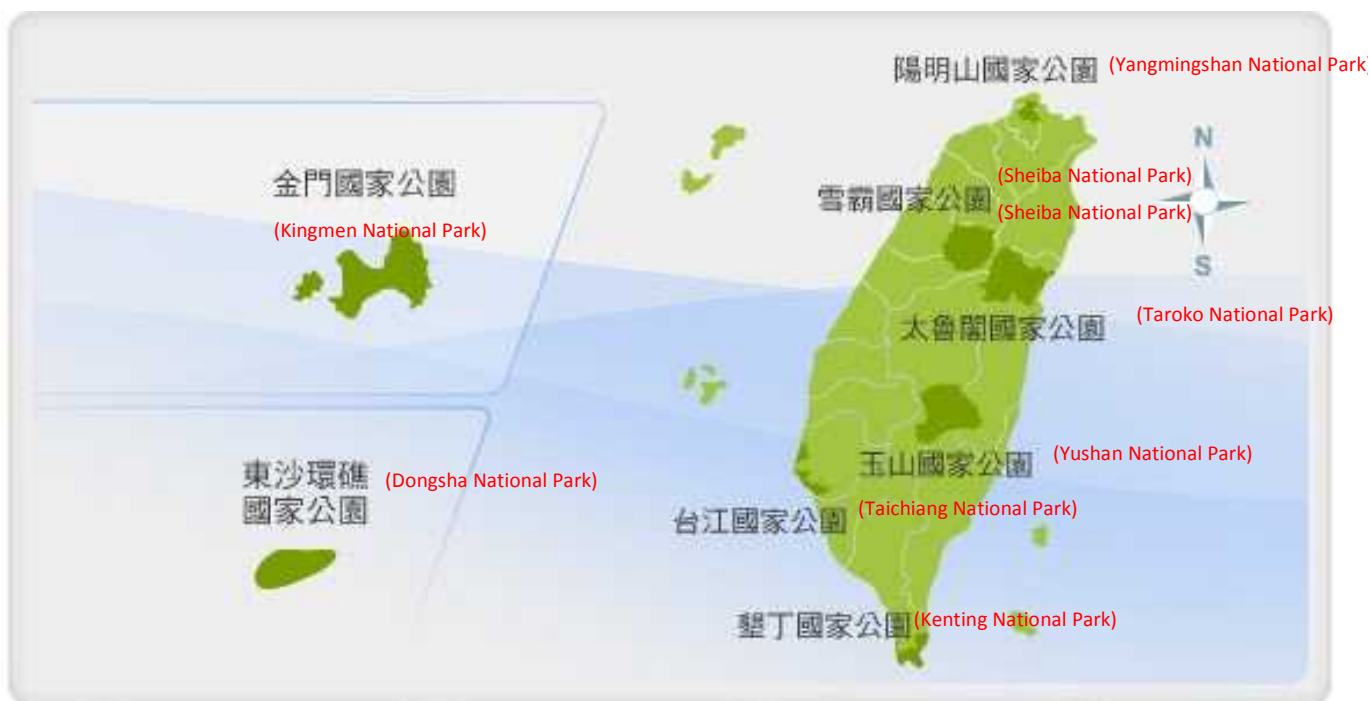 陽明山國家公園 (Yangmingshan National Park)
N
(Sheiba National Park)
雪霸國家公園 (Sheiba National Park)
S
金門國家公園
(Kingmen National Park)
太魯閣國家公園 (Taroko National Park)
玉山國家公園 (Yushan National Park)
東沙環礁 (Dongsha National Park)
國家公園
台江國家公園 (Taichiang National Park)
墾丁國家公園 (Kenting National Park)